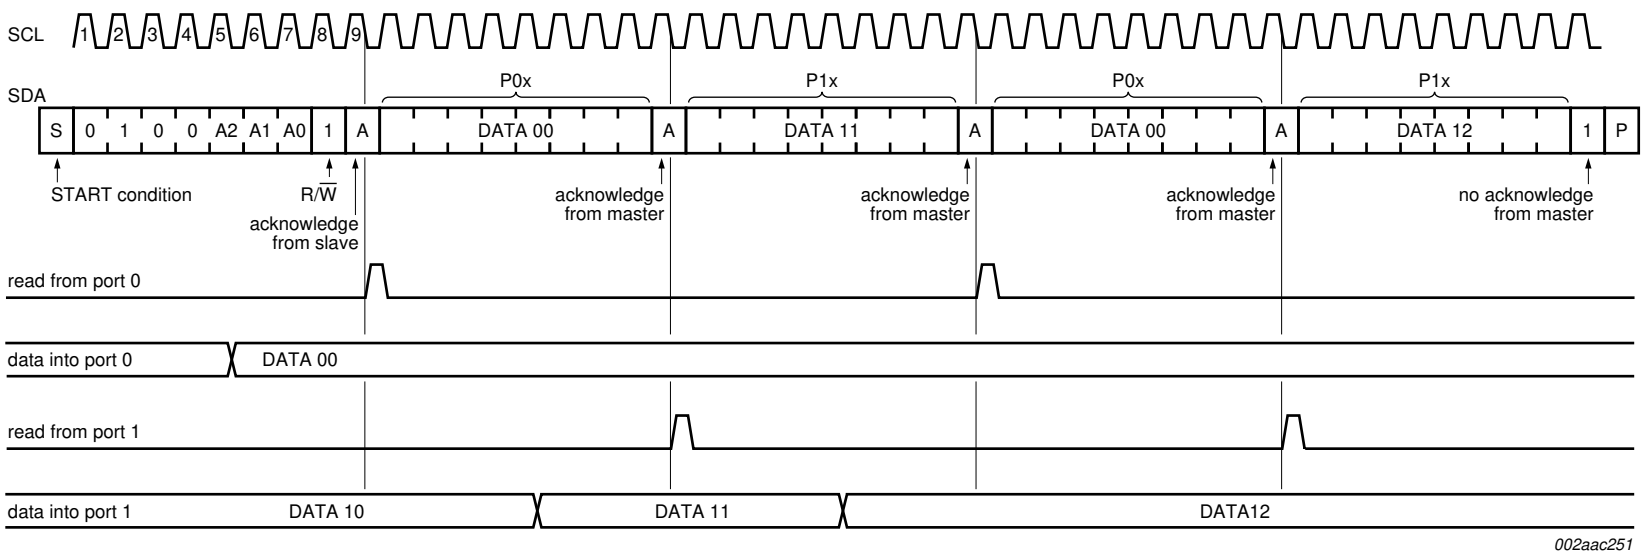 SCL 1 2 3 4 5 6 7 8 9
P0x P1x P0x P1x
SDA
S 0 1 0 0 A2 A1 A0 1 A DATA 00 A DATA 11 A DATA 00 A DATA 12 1 P
START condition R/W acknowledge acknowledge acknowledge no acknowledge
from master from master from master from master
acknowledge
from slave
read from port 0
data into port 0 DATA 00
read from port 1
data into port 1 DATA 10 DATA 11 DATA12
002aac251